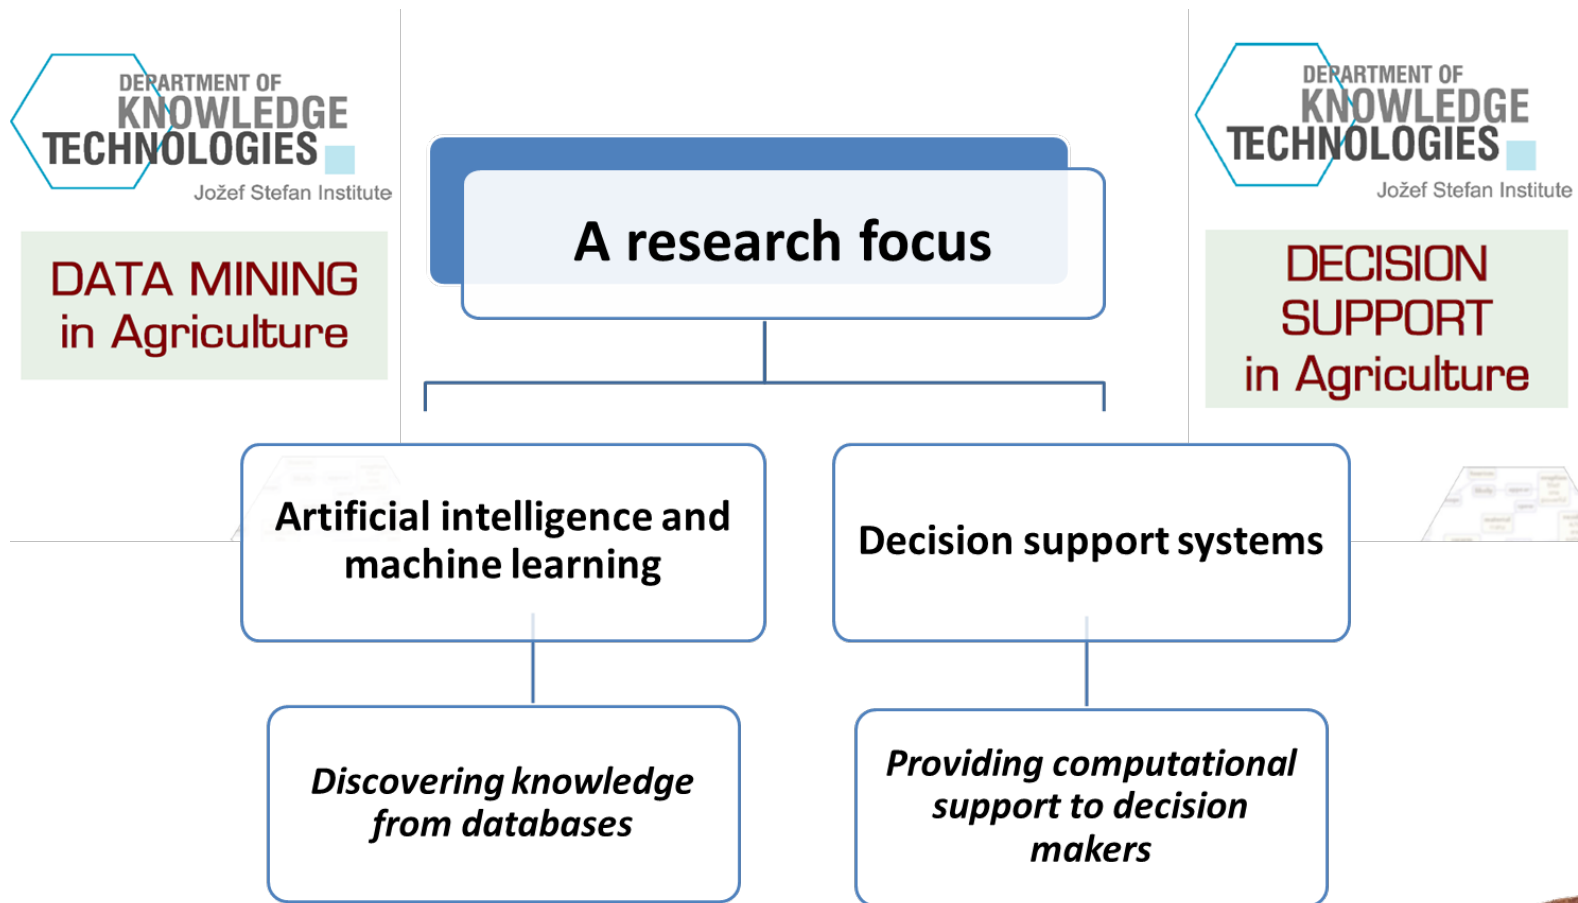 DEPARTMENT OF
KNOWLEDGE
TECHNOLOGIES
Jožef Stefan Institute
DATA MINING
in Agriculture
DEPARTMENT OF
KNOWLEDGE
TECHNOLOGIES
Jožef Stefan Institute
DECISION
SUPPORT
in Agriculture
A research focus
Artificial intelligence and
machine learning
Decision support systems
Discovering knowledge
from databases
Providing computational
support to decision
makers